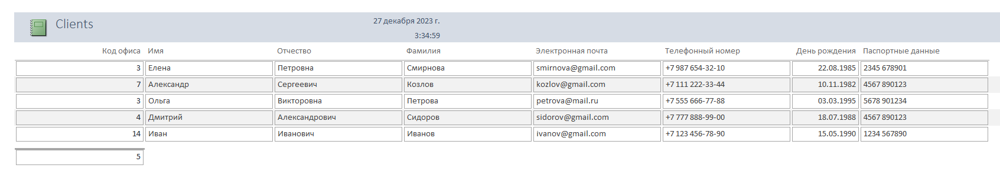 Clients
27 декабря 2023 г.
3:34:59
Код офиса Имя Отчество Фамилия Электронная почта Телефонный номер День рождения Паспортные данные
3 Елена Петровна Смирнова smirnova@gmail.com +7 987 654-32-10 22.08.1985 2345 678901
7 Александр Сергеевич Козлов kozlov@gmail.com +7 111 222-33-44 10.11.1982 4567 890123
3 Ольга Викторовна Петрова petrova@mail.ru +7 555 666-77-88 03.03.1995 5678 901234
4 Дмитрий Александрович Сидоров sidorov@gmail.com +7 777 888-99-00 18.07.1988 4567 890123
14 Иван Иванович Иванов ivanov@gmail.com +7 123 456-78-90 15.05.1990 1234 567890
5